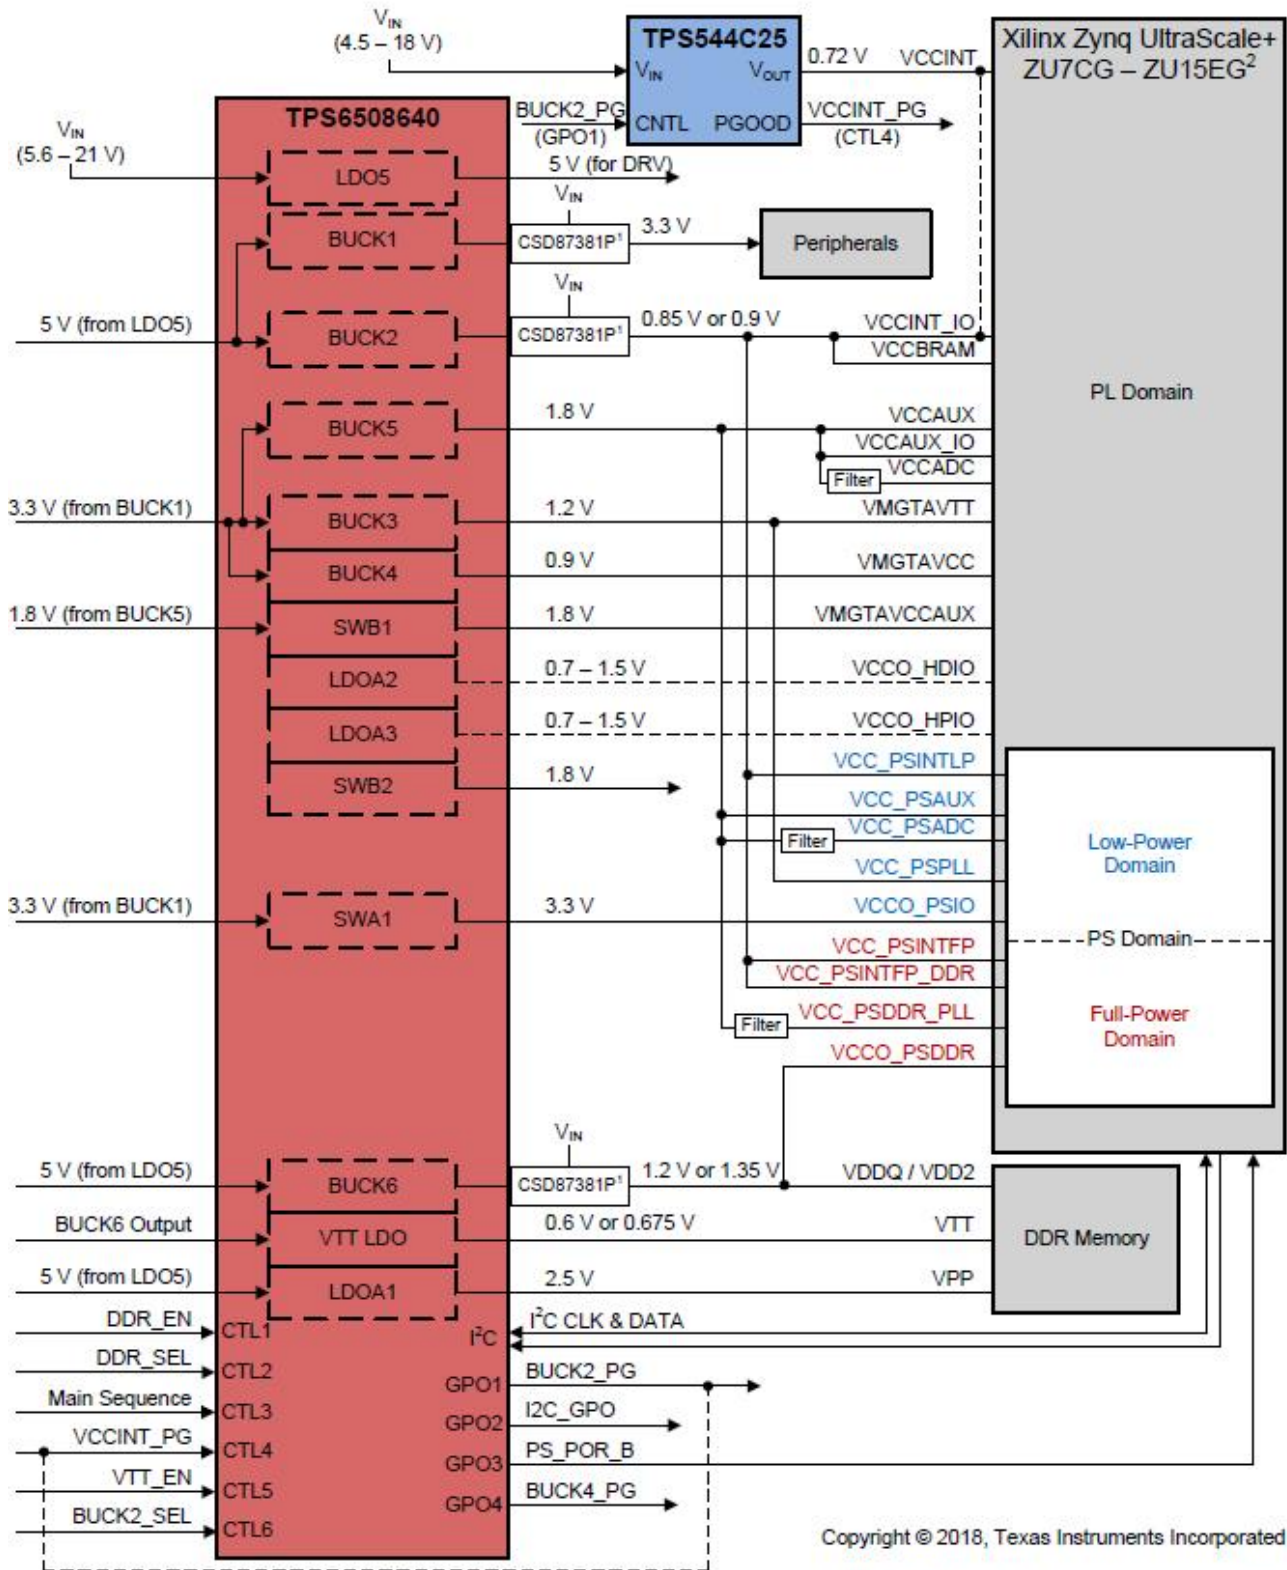 V_IN
(4.5 – 18 V)
TPS544C25
V_IN
V_OUT
CNTL
PGOOD
0.72 V
VCCINT
BUCK2_PG
(GPO1)
VCCINT_PG
(CTL4)
Xilinx Zynq UltraScale+
ZU7CG – ZU15EG²
TPS6508640
V_IN
(5.6 – 21 V)
LDO5
5 V (for DRV)
BUCK1
V_IN
CSD87381P¹
3.3 V
Peripherals
5 V (from LDO5)
BUCK2
V_IN
CSD87381P¹
0.85 V or 0.9 V
VCCINT_IO
VCCBRAM
PL Domain
BUCK5
1.8 V
VCCAUX
VCCAUX_IO
VCCADC
Filter
3.3 V (from BUCK1)
BUCK3
1.2 V
VMGTAVTT
BUCK4
0.9 V
VMGTAVCC
1.8 V (from BUCK5)
SWB1
1.8 V
VMGTAVCCAUX
LDOA2
0.7 – 1.5 V
VCCO_HDIO
LDOA3
0.7 – 1.5 V
VCCO_HPIO
SWB2
1.8 V
VCC_PSINTLP
VCC_PSAUX
VCC_PSADC
Filter
VCC_PSPLL
Low-Power
Domain
3.3 V (from BUCK1)
SWA1
3.3 V
VCCO_PSIO
PS Domain
VCC_PSINTFP
VCC_PSINTFP_DDR
VCC_PSDDR_PLL
Filter
VCCO_PSDDR
Full-Power
Domain
5 V (from LDO5)
BUCK6
V_IN
CSD87381P¹
1.2 V or 1.35 V
VDDQ / VDD2
BUCK6 Output
VTT LDO
0.6 V or 0.675 V
VTT
DDR Memory
5 V (from LDO5)
LDOA1
2.5 V
VPP
DDR_EN
CTL1
I²C
I²C CLK & DATA
DDR_SEL
CTL2
GPO1
BUCK2_PG
Main Sequence
CTL3
GPO2
I2C_GPO
VCCINT_PG
CTL4
GPO3
PS_POR_B
VTT_EN
CTL5
GPO4
BUCK4_PG
BUCK2_SEL
CTL6
Copyright © 2018, Texas Instruments Incorporated